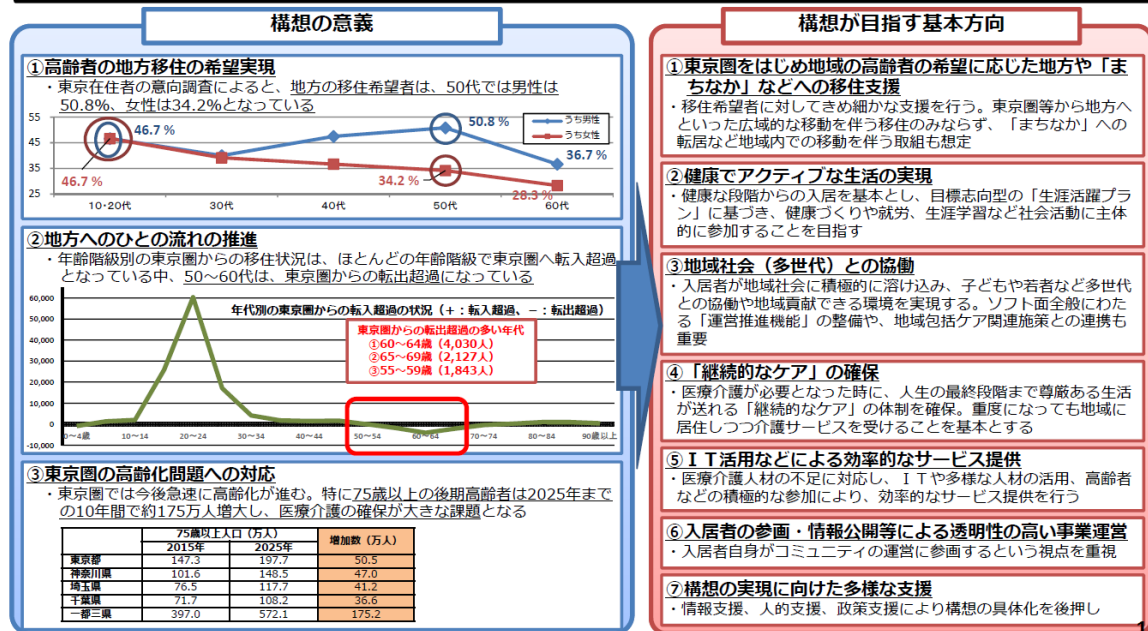 構想の意義
①高齢者の地方移住の希望実現
・東京在住者の意向調査によると、地方の移住希望者は、50代では男性は
50.8%、女性は34.2%となっている
55
45
35
25
46.7 %
46.7 %
50.8 %
34.2 %
36.7 %
28.3 %
うち男性
うち女性
10・20代 30代 40代 50代 60代
②地方へのひとの流れの推進
・年齢階級別の東京圏からの移住状況は、ほとんどの年齢階級で東京圏へ転入超過
となっている中、50～60代は、東京圏からの転出超過になっている
年代別の東京圏からの転入超過の状況（+：転入超過、－：転出超過）
60,000
50,000
40,000
30,000
20,000
10,000
0
-10,000
東京圏からの転出超過の多い年代
①60～64歳（4,030人）
②65～69歳（2,127人）
③55～59歳（1,843人）
0～4歳 10～14 20～24 30～34 40～44 50～54 60～64 70～74 80～84 90歳以上
③東京圏の高齢化問題への対応
・東京圏では今後急速に高齢化が進む。特に75歳以上の後期高齢者は2025年まで
の10年間で約175万人増大し、医療介護の確保が大きな課題となる
75歳以上人口（万人） 増加数（万人）
2015年 2025年
東京都 147.3 197.7 50.5
神奈川県 101.6 148.5 47.0
埼玉県 76.5 117.7 41.2
千葉県 71.7 108.2 36.6
一都三県 397.0 572.1 175.2
構想が目指す基本方向
①東京圏をはじめ地域の高齢者の希望に応じた地方や「ま
ちなか」などへの移住支援
・移住希望者に対してきめ細かな支援を行う。東京圏等から地方へ
といった広域的な移動を伴う移住のみならず、「まちなか」への
転居など地域内での移動を伴う取組も想定
②健康でアクティブな生活の実現
・健康な段階からの入居を基本とし、目標志向型の「生涯活躍プラ
ン」に基づき、健康づくりや就労、生涯学習など社会活動に主体
的に参加することを目指す
③地域社会（多世代）との協働
・入居者が地域社会に積極的に溶け込み、子どもや若者など多世代
との協働や地域貢献できる環境を実現する。ソフト面全般にわた
る「運営推進機能」の整備や、地域包括ケア関連施策との連携も
重要
④「継続的なケア」の確保
・医療介護が必要となった時に、人生の最終段階まで尊厳ある生活
が送れる「継続的なケア」の体制を確保。重度になっても地域に
居住しつつ介護サービスを受けることを基本とする
⑤ＩＴ活用などによる効率的なサービス提供
・医療介護人材の不足に対応し、ＩＴや多様な人材の活用、高齢者
などの積極的な参加により、効率的なサービス提供を行う
⑥入居者の参画・情報公開等による透明性の高い事業運営
・入居者自身がコミュニティの運営に参画するという視点を重視
⑦構想の実現に向けた多様な支援
・情報支援、人的支援、政策支援により構想の具体化を後押し
1